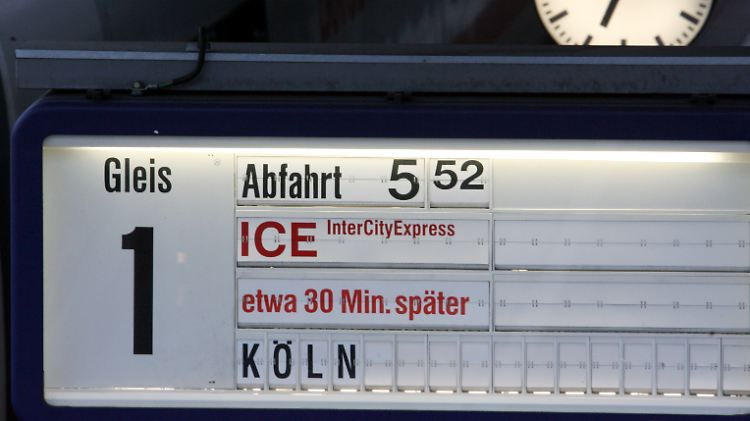 Gleis
1
Abfahrt 5 52
ICE InterCityExpress
etwa 30 Min. später
KÖLN